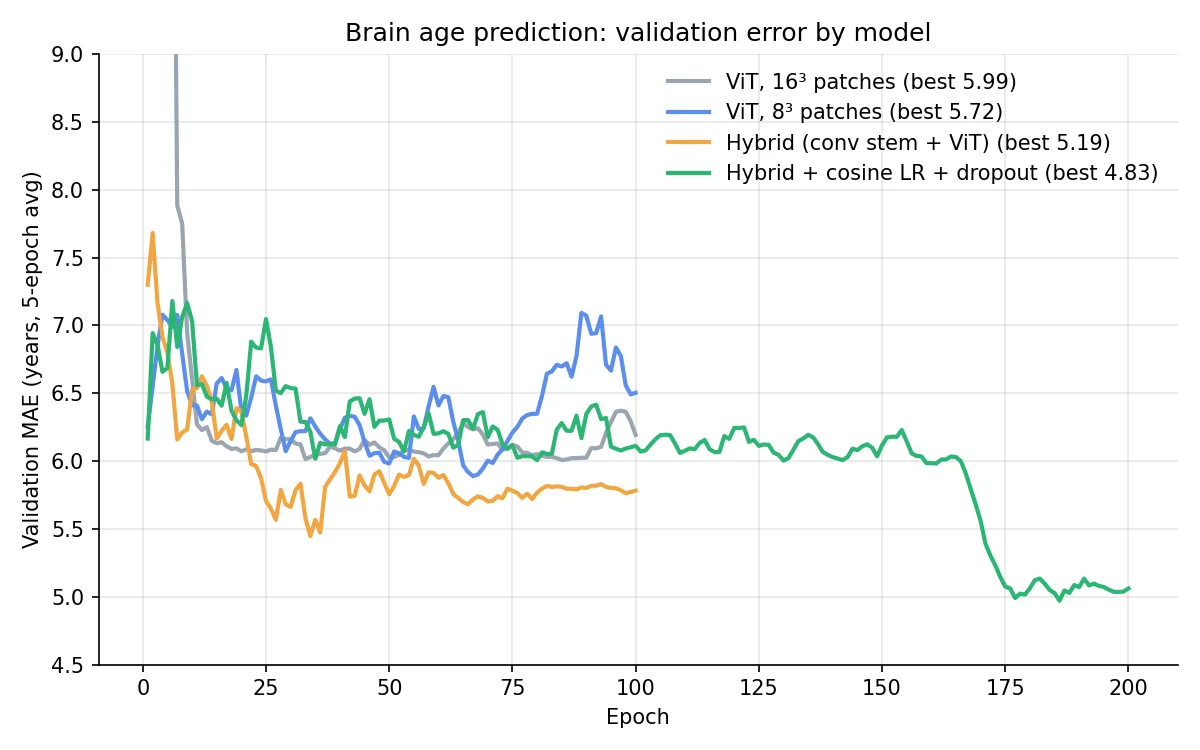 Brain age prediction: validation error by model
ViT, 16³ patches (best 5.99)
ViT, 8³ patches (best 5.72)
Hybrid (conv stem + ViT) (best 5.19)
Hybrid + cosine LR + dropout (best 4.83)
Validation MAE (years, 5-epoch avg)
9.0
8.5
8.0
7.5
7.0
6.5
6.0
5.5
5.0
4.5
0 25 50 75 100 125 150 175 200
Epoch